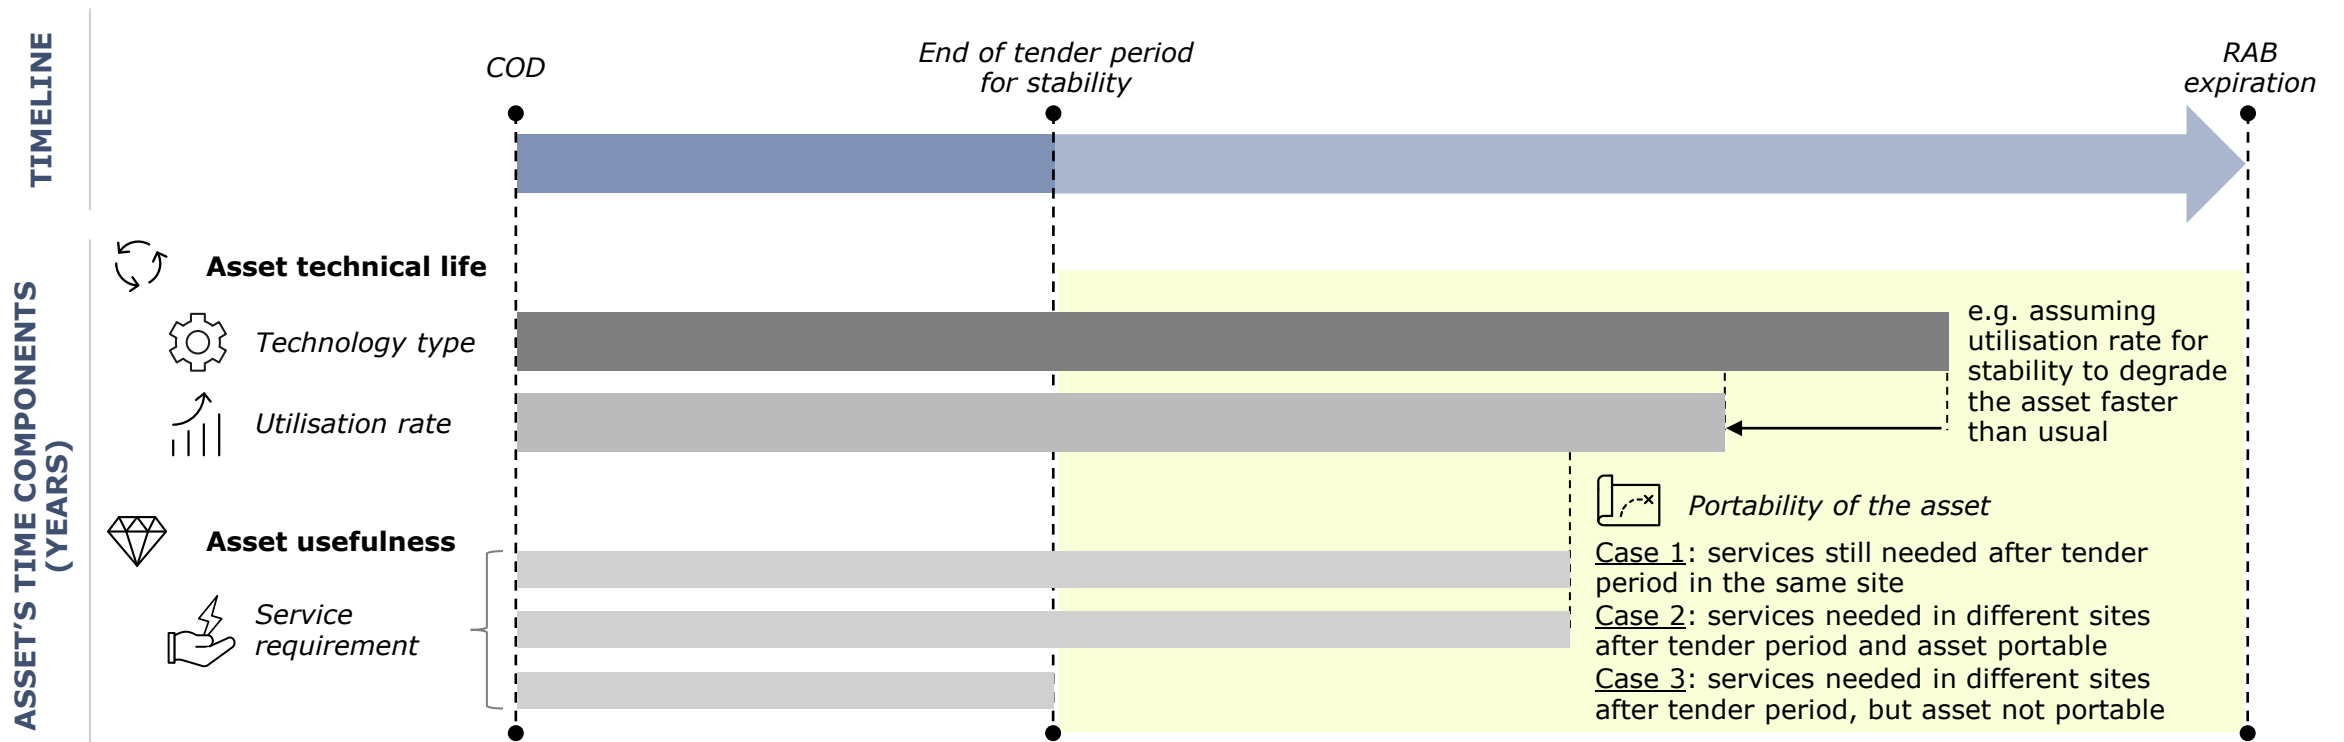 TIMELINE
COD
End of tender period
for stability
RAB
expiration
ASSET'S TIME COMPONENTS
(YEARS)
Asset technical life
Technology type
Utilisation rate
e.g. assuming
utilisation rate for
stability to degrade
the asset faster
than usual
Asset usefulness
Service
requirement
Portability of the asset
Case 1: services still needed after tender
period in the same site
Case 2: services needed in different sites
after tender period and asset portable
Case 3: services needed in different sites
after tender period, but asset not portable